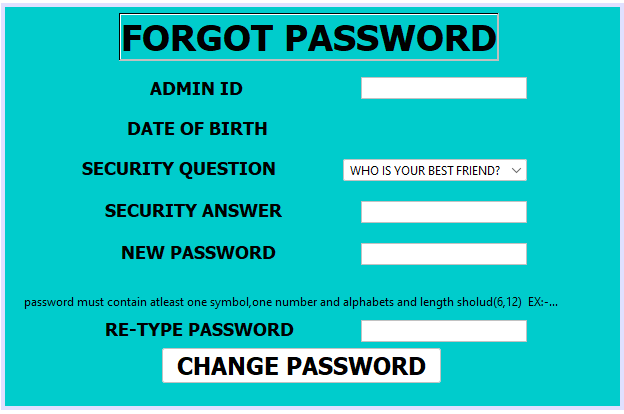 FORGOT PASSWORD
ADMIN ID
DATE OF BIRTH
SECURITY QUESTION WHO IS YOUR BEST FRIEND?
SECURITY ANSWER
NEW PASSWORD
password must contain atleast one symbol,one number and alphabets and length sholud(6,12) EX:-...
RE-TYPE PASSWORD
CHANGE PASSWORD